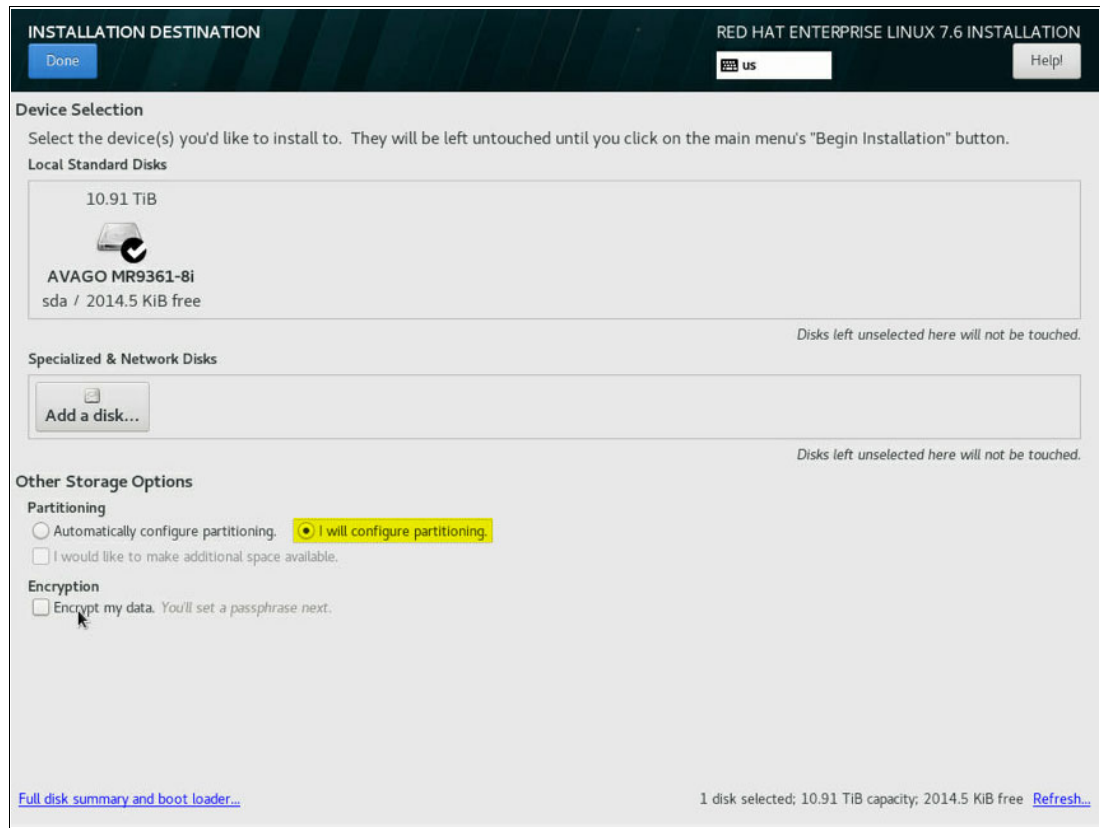 INSTALLATION DESTINATION
RED HAT ENTERPRISE LINUX 7.6 INSTALLATION
Done
us
Help!
Device Selection
Select the device(s) you'd like to install to. They will be left untouched until you click on the main menu's "Begin Installation" button.
Local Standard Disks
10.91 TiB
AVAGO MR9361-8i
sda / 2014.5 KiB free
Disks left unselected here will not be touched.
Specialized & Network Disks
Add a disk...
Disks left unselected here will not be touched.
Other Storage Options
Partitioning
Automatically configure partitioning. I will configure partitioning.
I would like to make additional space available.
Encryption
Encrypt my data. You'll set a passphrase next.
Full disk summary and boot loader...
1 disk selected; 10.91 TiB capacity; 2014.5 KiB free Refresh...